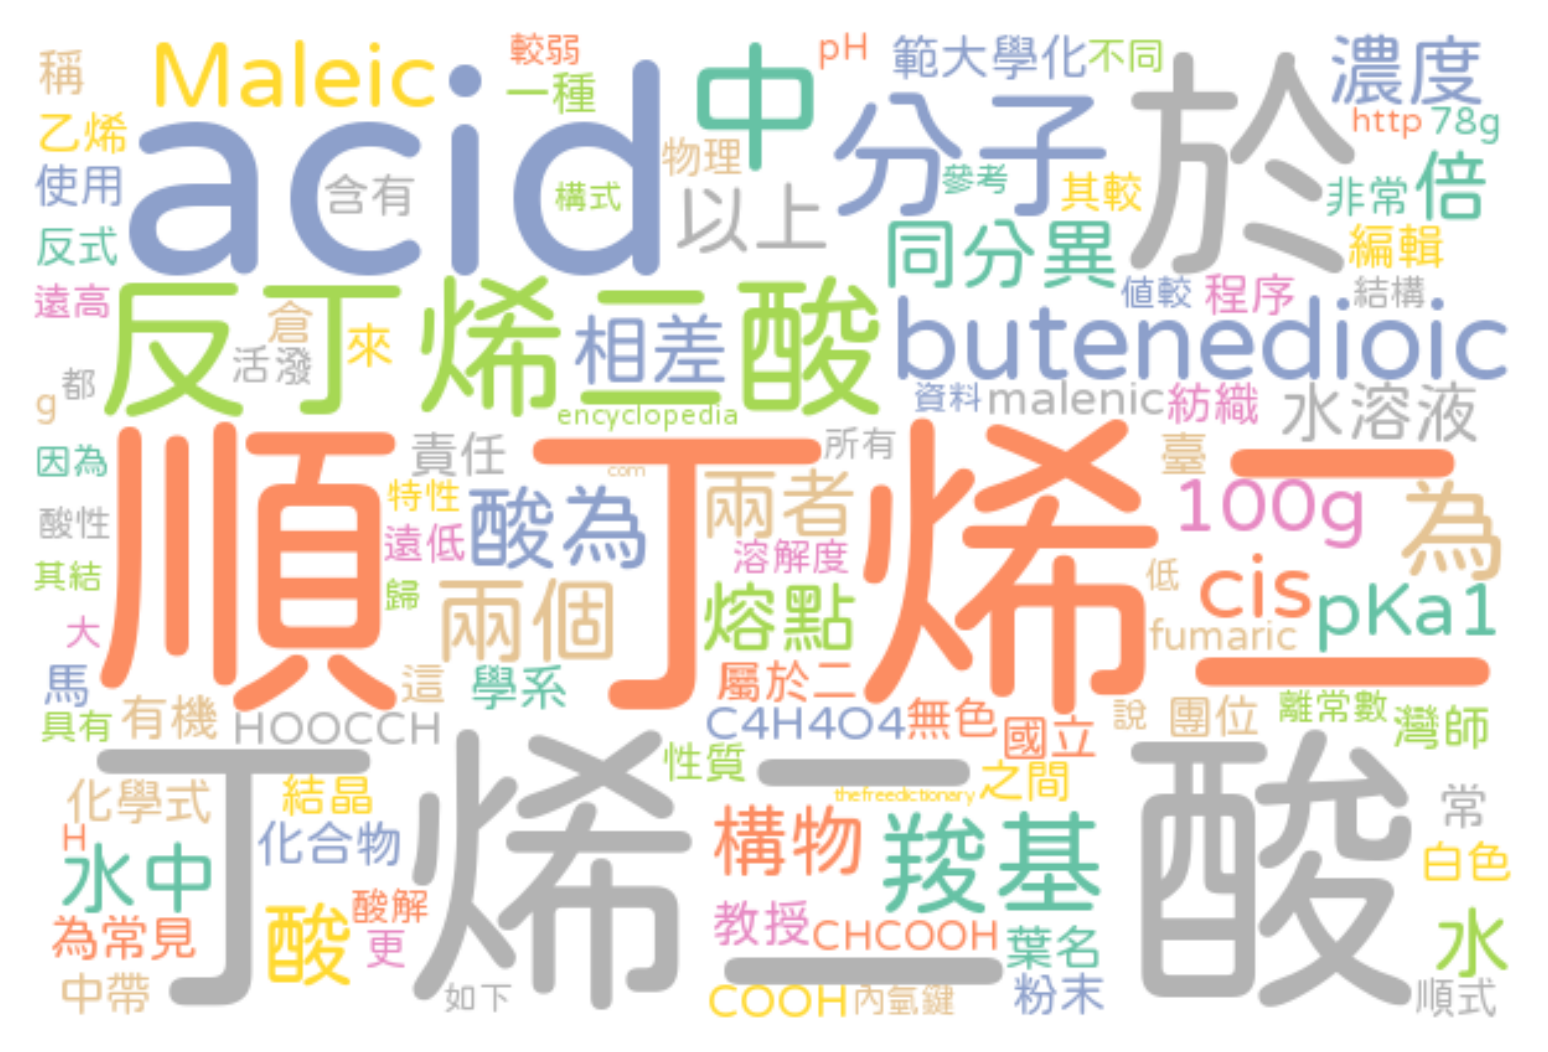 稱
Maleic
較弱
一種
中
pH
範大學化
不同
濃度
乙烯
acid
物理
分子
於
http
78g
使用
含有
構式
以上
參考
其較
非常
倍
反式
同分異
編輯
遠高
反丁烯二酸
倉
來
活潑
相差
值較
程序
結構
butenedioic
都
g
encyclopedia
資料
malenic
紡織
水溶液
順丁烯二
因為
責任
com
所有
臺
酸性
特性
酸為
兩者
100g
為
遠低
溶解度
其結
歸
兩個
熔點
低
cis
pKa1
大
fumaric
馬
這
學系
屬於二
具有
有機
HOOCCH
C4H4O4
無色
國立
說
團位
離常數
灣師
丁烯二酸
性質
之間
thefreedictionary
化學式
結晶
常
H
化合物
構物
羧基
白色
水中
酸
酸解
為常見
更
教授
CHCOOH
葉名
水
中帶
如下
COOH
內氫鍵
粉末
順式